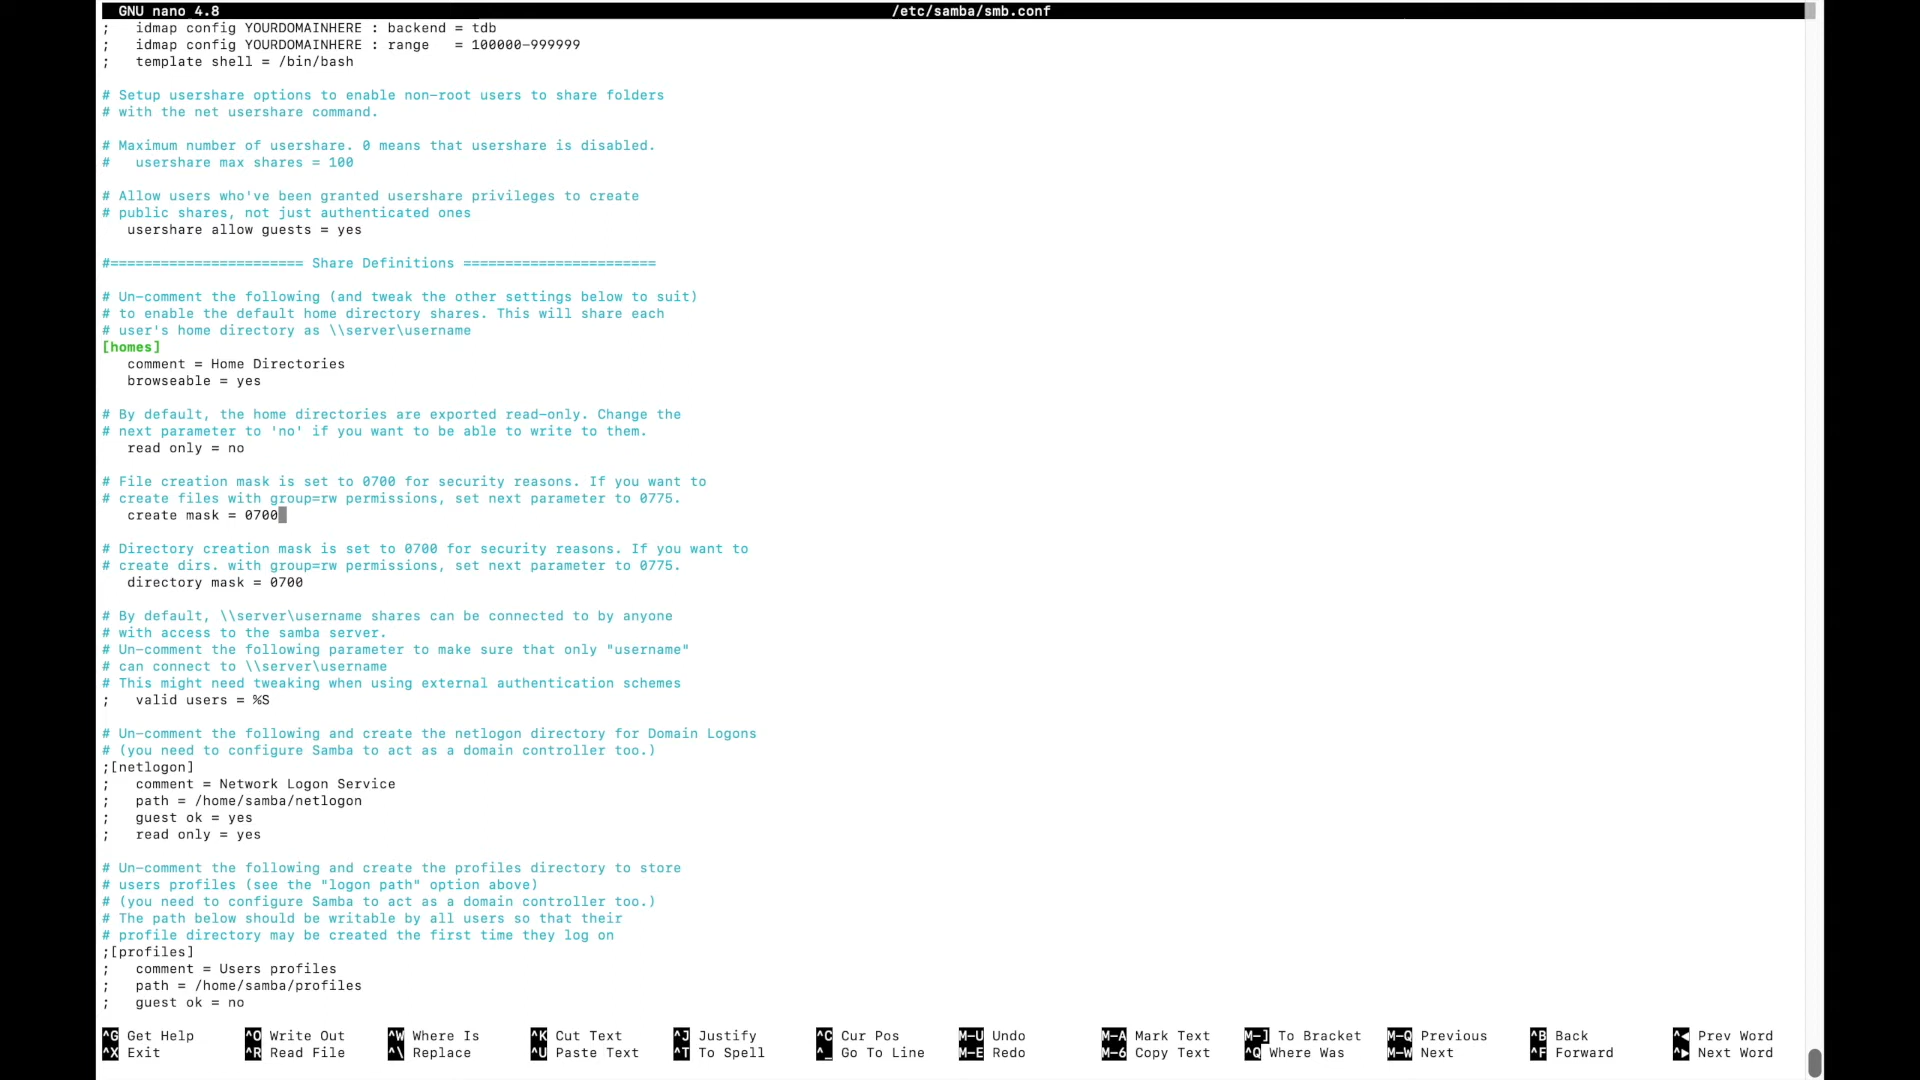 GNU nano 4.8 /etc/samba/smb.conf
;   idmap config YOURDOMAINHERE : backend = tdb
;   idmap config YOURDOMAINHERE : range   = 100000-999999
;   template shell = /bin/bash
# Setup usershare options to enable non-root users to share folders
# with the net usershare command.
# Maximum number of usershare. 0 means that usershare is disabled.
#   usershare max shares = 100
# Allow users who've been granted usershare privileges to create
# public shares, not just authenticated ones
   usershare allow guests = yes
#======================= Share Definitions =======================
# Un-comment the following (and tweak the other settings below to suit)
# to enable the default home directory shares. This will share each
# user's home directory as \\server\username
[homes]
   comment = Home Directories
   browseable = yes
# By default, the home directories are exported read-only. Change the
# next parameter to 'no' if you want to be able to write to them.
   read only = no
# File creation mask is set to 0700 for security reasons. If you want to
# create files with group=rw permissions, set next parameter to 0775.
   create mask = 0700
# Directory creation mask is set to 0700 for security reasons. If you want to
# create dirs. with group=rw permissions, set next parameter to 0775.
   directory mask = 0700
# By default, \\server\username shares can be connected to by anyone
# with access to the samba server.
# Un-comment the following parameter to make sure that only "username"
# can connect to \\server\username
# This might need tweaking when using external authentication schemes
;   valid users = %S
# Un-comment the following and create the netlogon directory for Domain Logons
# (you need to configure Samba to act as a domain controller too.)
;[netlogon]
;   comment = Network Logon Service
;   path = /home/samba/netlogon
;   guest ok = yes
;   read only = yes
# Un-comment the following and create the profiles directory to store
# users profiles (see the "logon path" option above)
# (you need to configure Samba to act as a domain controller too.)
# The path below should be writable by all users so that their
# profile directory may be created the first time they log on
;[profiles]
;   comment = Users profiles
;   path = /home/samba/profiles
;   guest ok = no
^G Get Help ^O Write Out ^W Where Is ^K Cut Text ^J Justify ^C Cur Pos M-U Undo M-A Mark Text M-] To Bracket M-Q Previous ^B Back ^◀ Prev Word
^X Exit ^R Read File ^\ Replace ^U Paste Text ^T To Spell ^_ Go To Line M-E Redo M-6 Copy Text ^Q Where Was M-W Next ^F Forward ^▶ Next Word